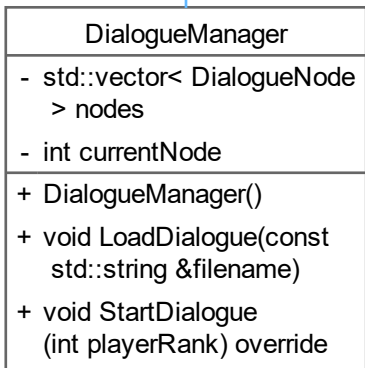 DialogueManager
- std::vector< DialogueNode
> nodes
- int currentNode
+ DialogueManager()
+ void LoadDialogue(const
std::string &filename)
+ void StartDialogue
(int playerRank) override